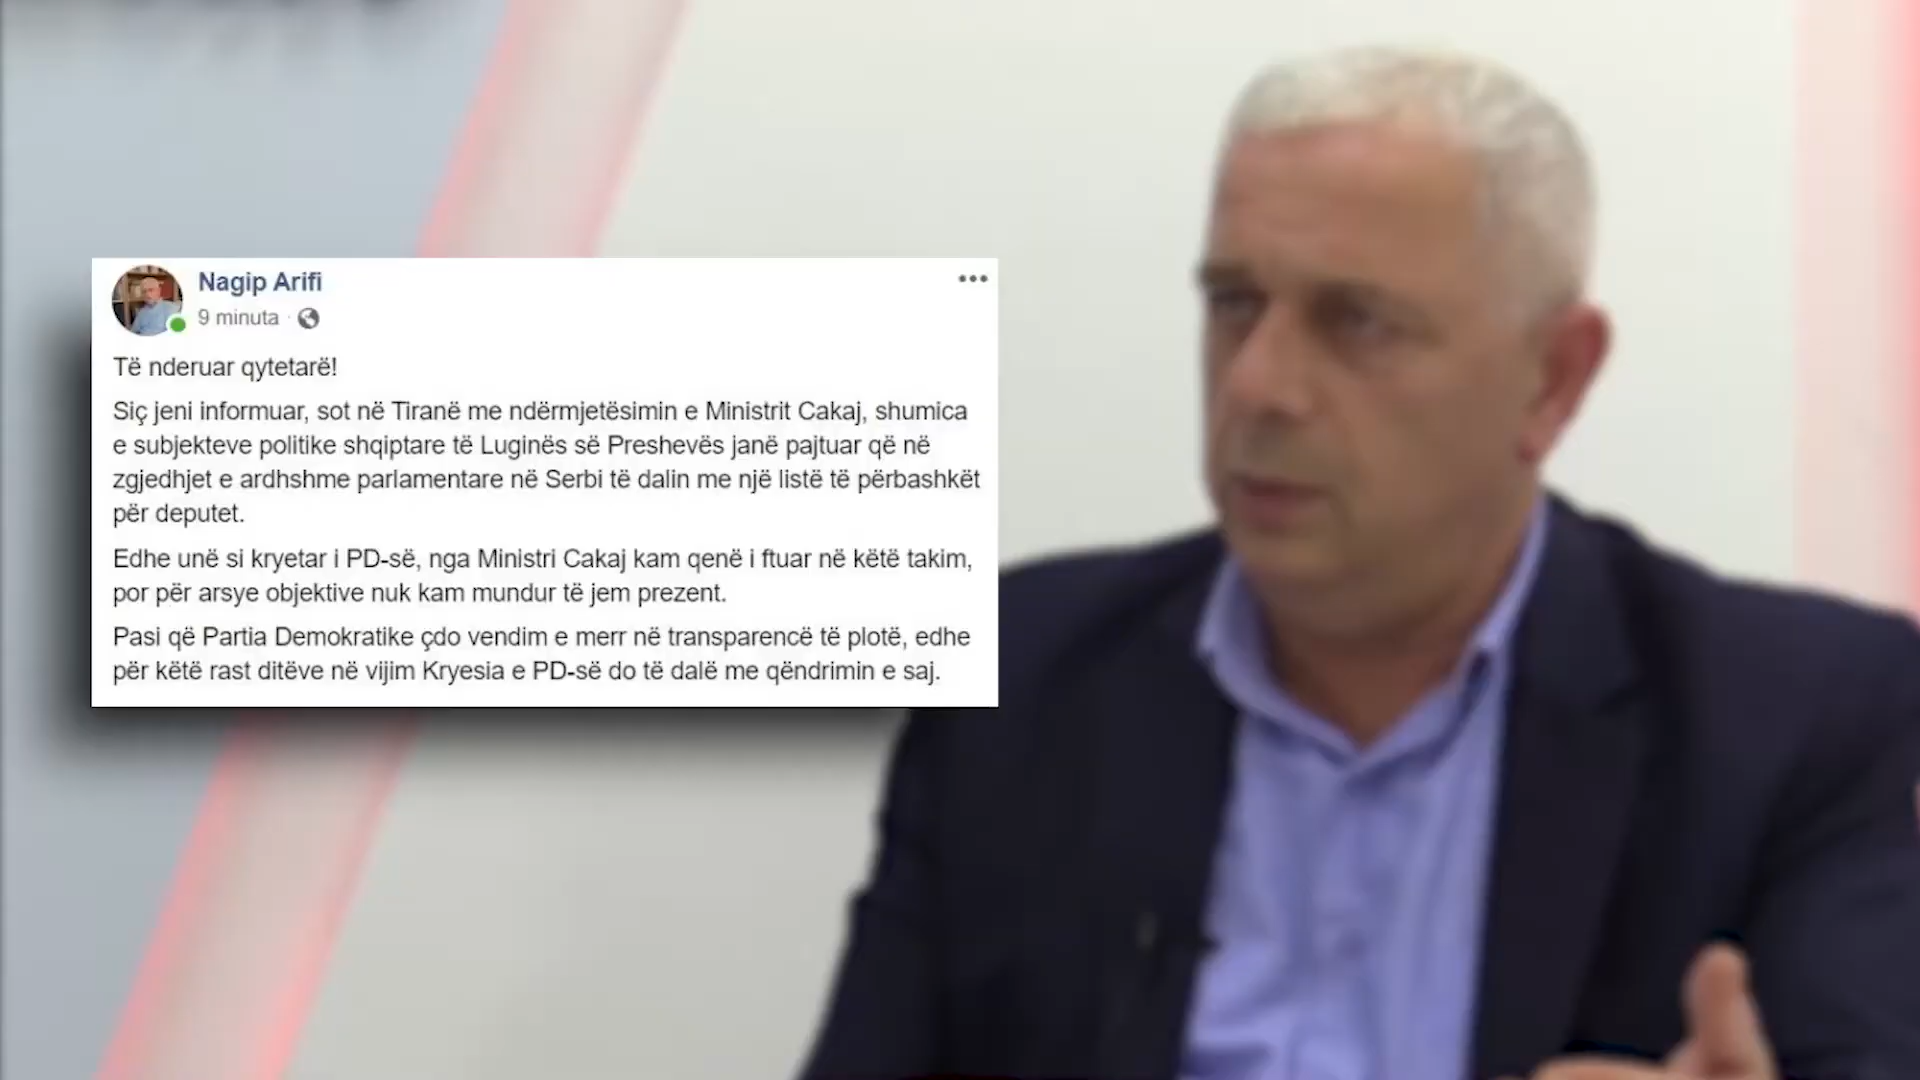 Nagip Arifi
9 minuta ·
Të nderuar qytetarë!
Siç jeni informuar, sot në Tiranë me ndërmjetësimin e Ministrit Cakaj, shumica
e subjekteve politike shqiptare të Luginës së Preshevës janë pajtuar që në
zgjedhjet e ardhshme parlamentare në Serbi të dalin me një listë të përbashkët
për deputet.
Edhe unë si kryetar i PD-së, nga Ministri Cakaj kam qenë i ftuar në këtë takim,
por për arsye objektive nuk kam mundur të jem prezent.
Pasi që Partia Demokratike çdo vendim e merr në transparencë të plotë, edhe
për këtë rast ditëve në vijim Kryesia e PD-së do të dalë me qëndrimin e saj.